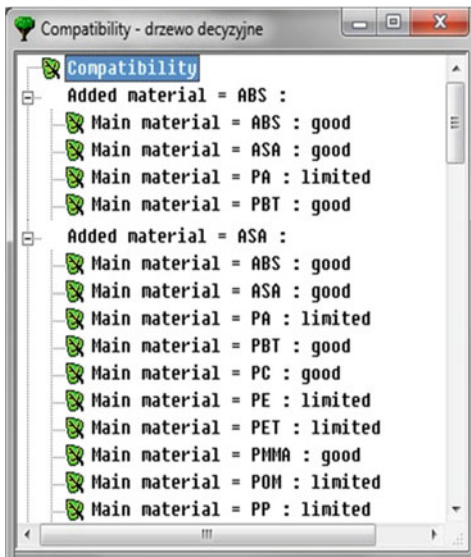 Compatibility - drzewo decyzyjne
Compatibility
Added material = ABS :
Main material = ABS : good
Main material = ASA : good
Main material = PA : limited
Main material = PBT : good
Added material = ASA :
Main material = ABS : good
Main material = ASA : good
Main material = PA : limited
Main material = PBT : good
Main material = PC : good
Main material = PE : limited
Main material = PET : limited
Main material = PMMA : good
Main material = POM : limited
Main material = PP : limited